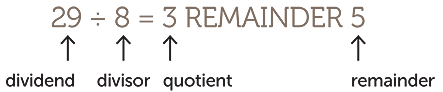 29 ÷ 8 = 3 REMAINDER 5
dividend divisor quotient remainder